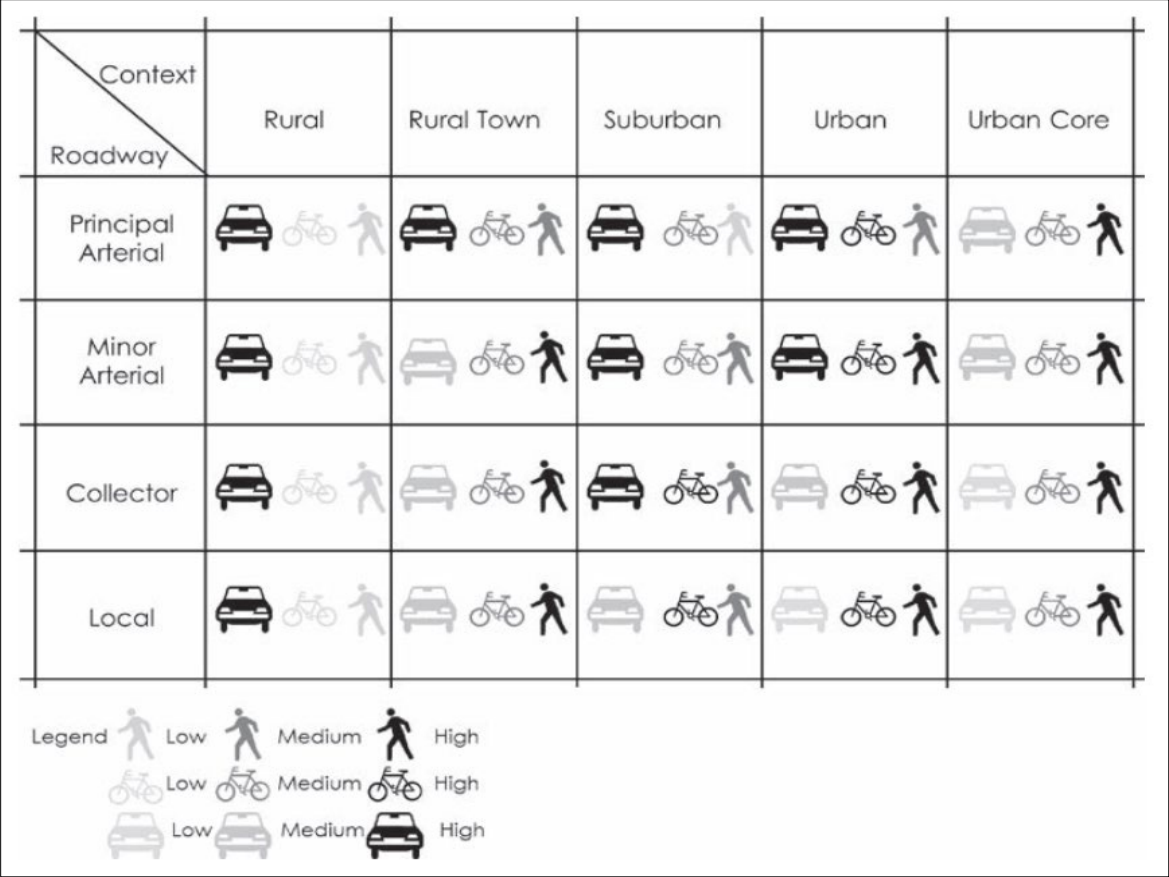 Context
Roadway
Rural
Rural Town
Suburban
Urban
Urban Core
Principal
Arterial
Minor
Arterial
Collector
Local
Legend Low Medium High
Low Medium High
Low Medium High